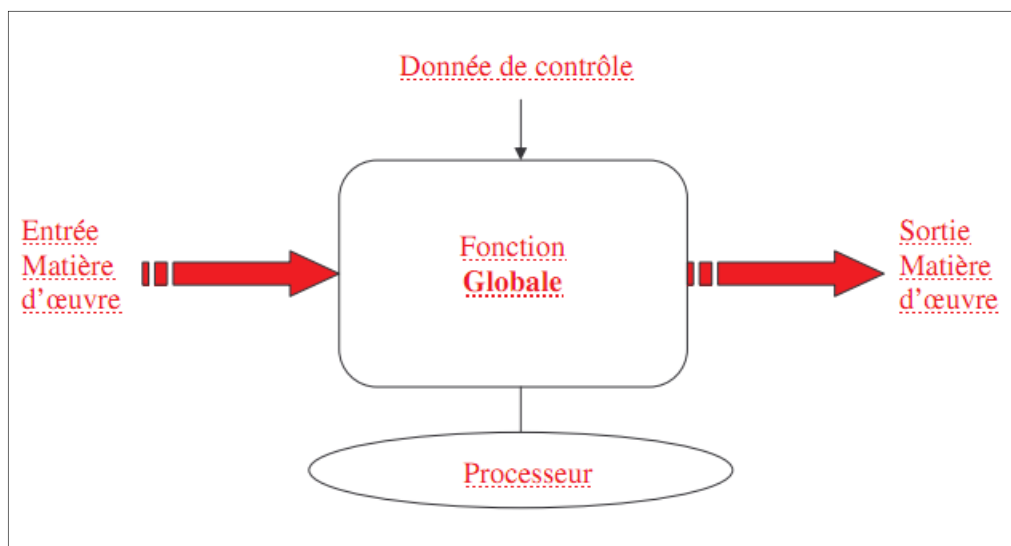 Donnée de contrôle
Entrée
Matière
d'œuvre
Fonction
Globale
Sortie
Matière
d'œuvre
Processeur